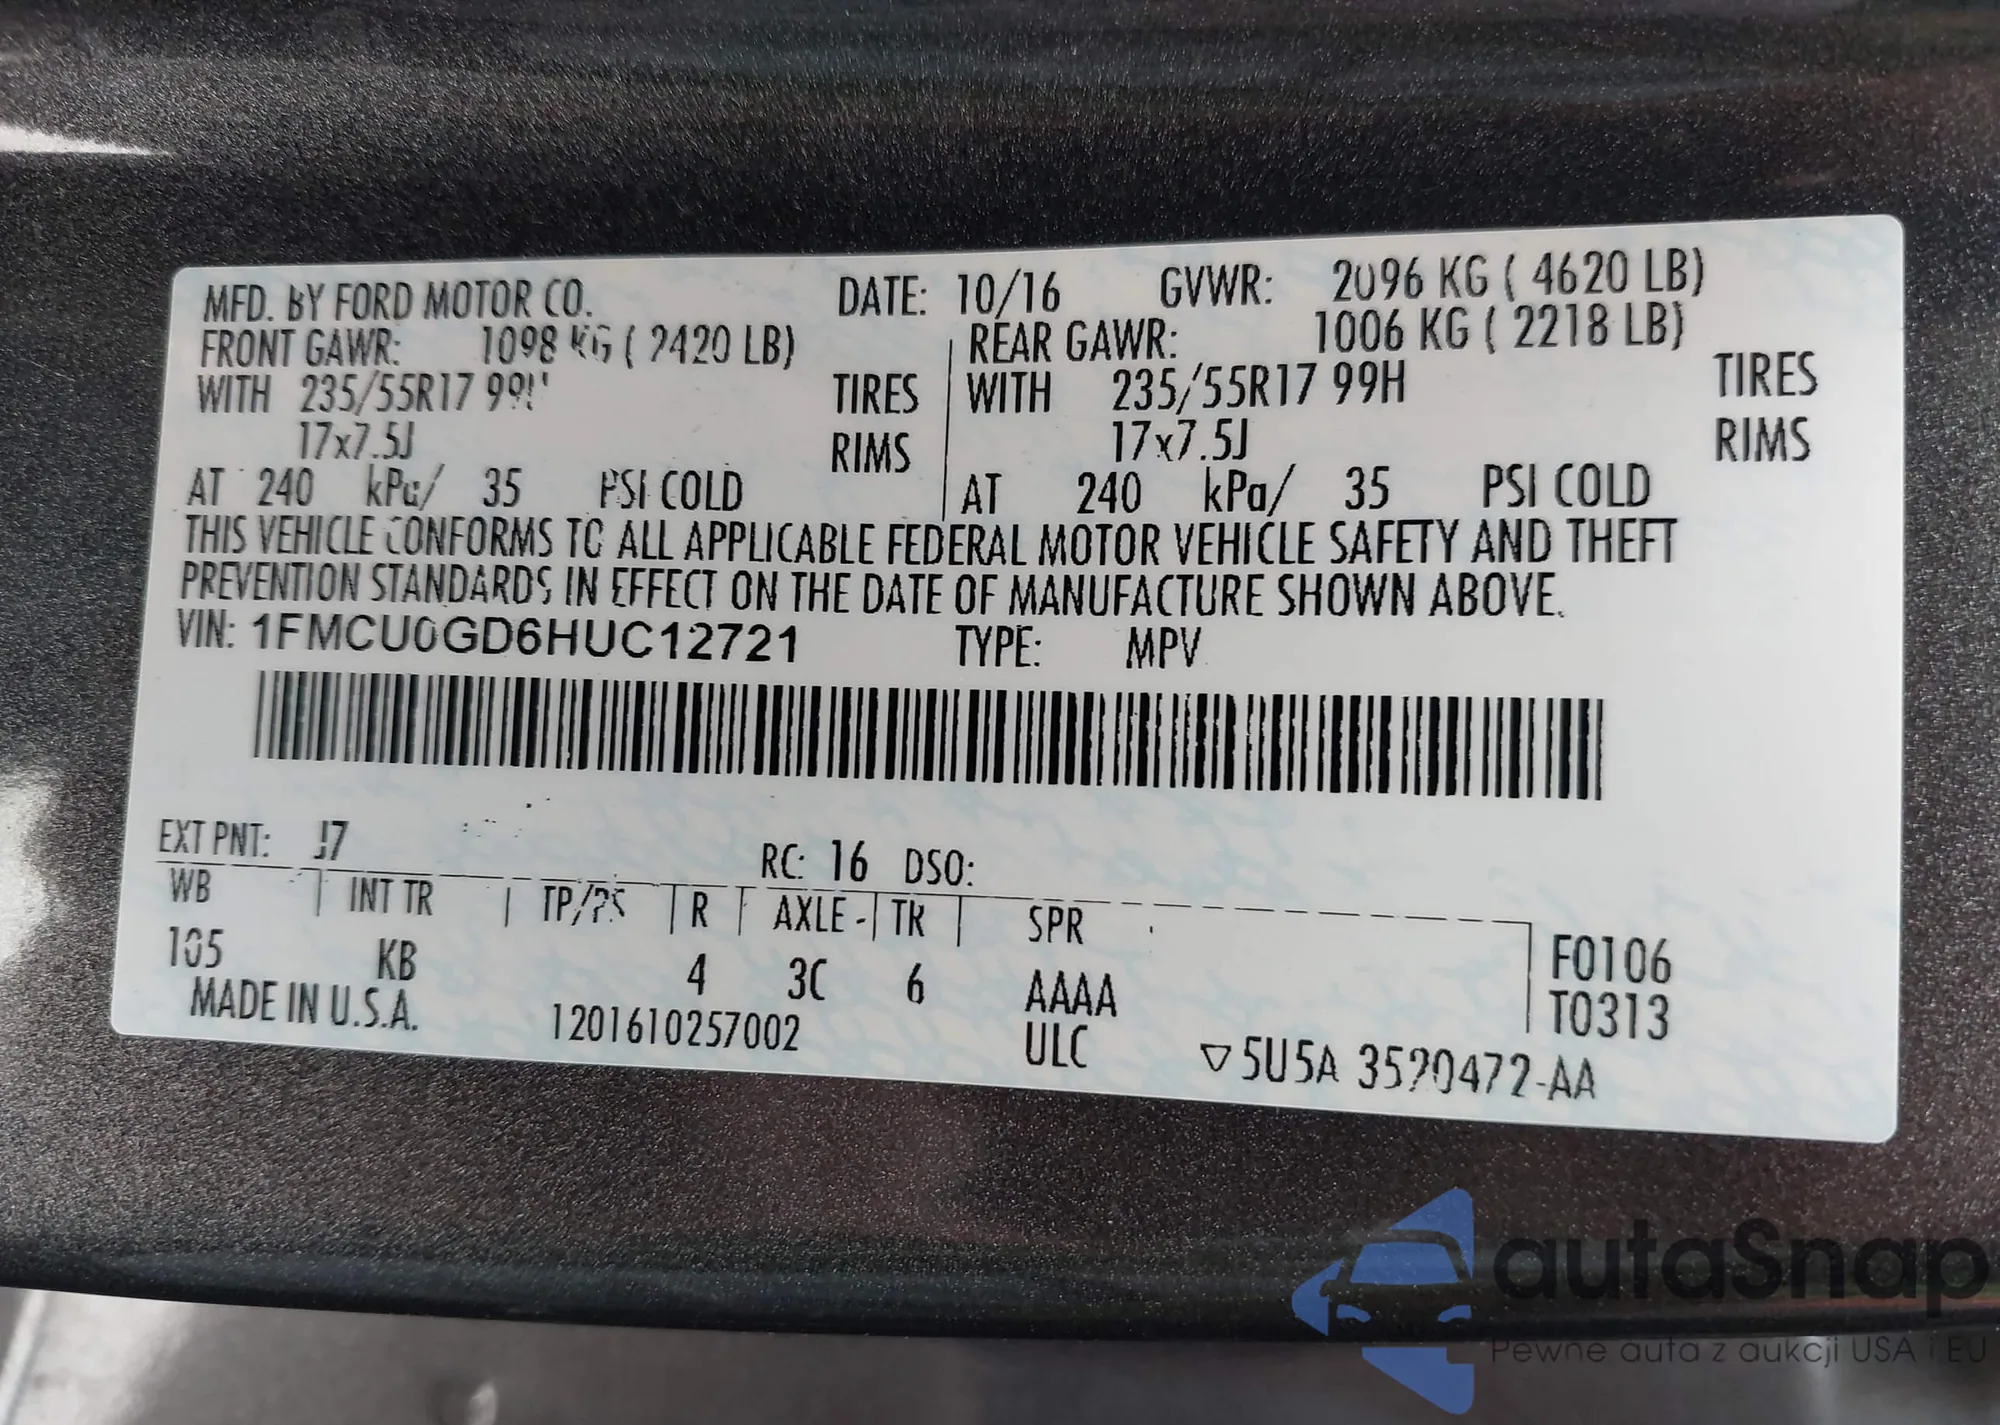 MFD. BY FORD MOTOR CO. DATE: 10/16 GVWR: 2096 KG ( 4620 LB)
FRONT GAWR: 1098 KG ( 2420 LB) REAR GAWR: 1006 KG ( 2218 LB)
WITH 235/55R17 99H TIRES WITH 235/55R17 99H TIRES
17x7.5J RIMS 17x7.5J RIMS
AT 240 kPa/ 35 PSI COLD AT 240 kPa/ 35 PSI COLD
THIS VEHICLE CONFORMS TO ALL APPLICABLE FEDERAL MOTOR VEHICLE SAFETY AND THEFT
PREVENTION STANDARDS IN EFFECT ON THE DATE OF MANUFACTURE SHOWN ABOVE.
VIN: 1FMCU0GD6HUC12721 TYPE: MPV
EXT PNT: J7 RC: 16 DSO:
WB INT TR TP/PS R AXLE TR SPR
105 KB 4 3C 6 AAAA F0106
MADE IN U.S.A. 1201610257002 ULC T0313
▽5U5A 3520472-AA
autaSnap
Pewne auta z aukcji USA i EU